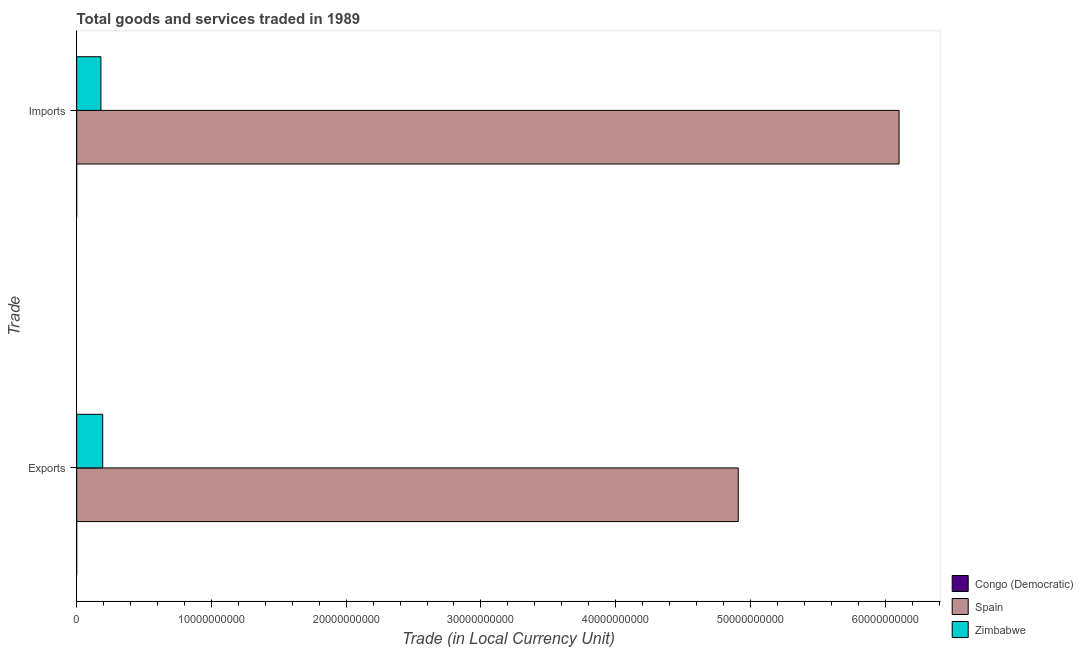 Total goods and services traded in 1989
Imports
Exports
Trade
0
10000000000
20000000000
30000000000
40000000000
50000000000
60000000000
Trade (in Local Currency Unit)
Congo (Democratic)
Spain
Zimbabwe